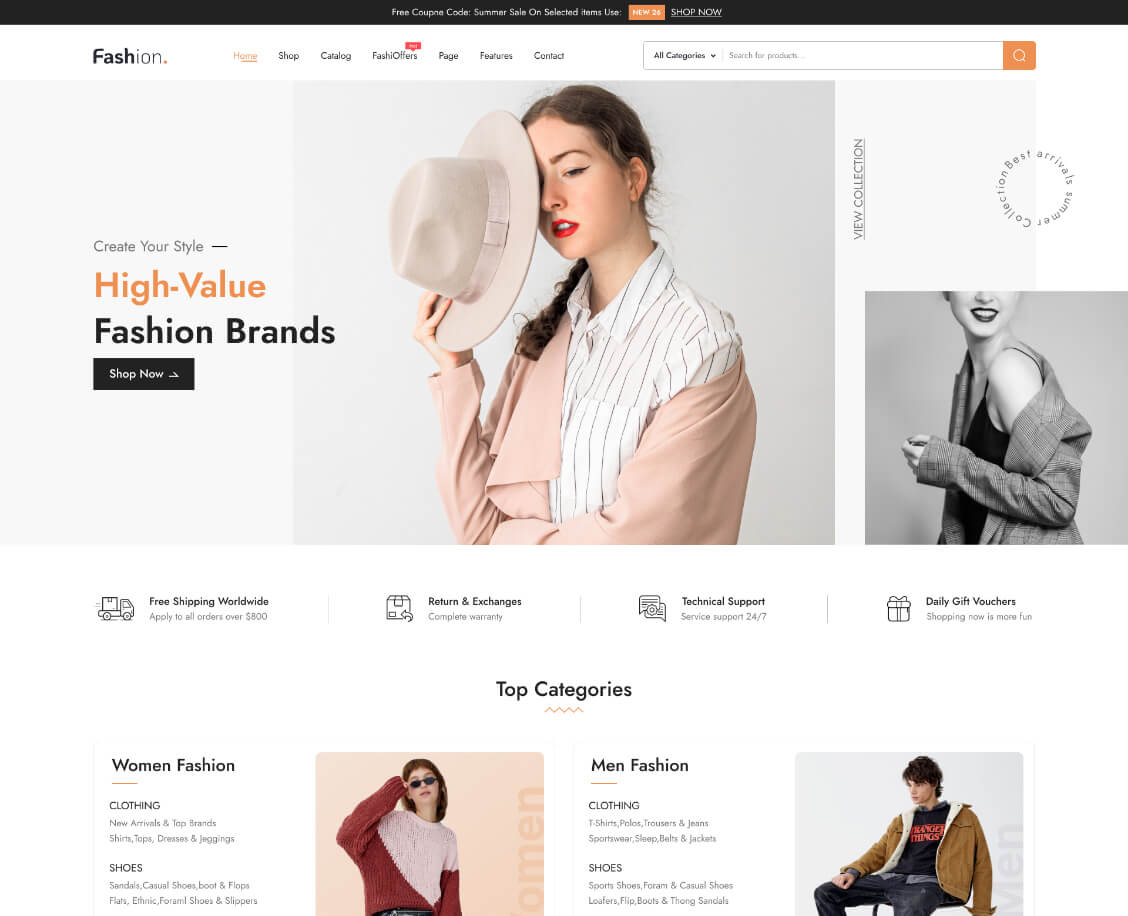 Free Coupne Code: Summer Sale On Selected items Use: NEW 26 SHOP NOW
Fashion.
Home Shop Catalog FashiOffers Hot Page Features Contact
All Categories Search for products...
VIEW COLLECTION
Best arrivals summer Collection
Create Your Style
High-Value
Fashion Brands
Shop Now
Free Shipping Worldwide
Apply to all orders over $800
Return & Exchanges
Complete warranty
Technical Support
Service support 24/7
Daily Gift Vouchers
Shopping now is more fun
Top Categories
Women Fashion
CLOTHING
New Arrivals & Top Brands
Shirts,Tops, Dresses & Jeggings
SHOES
Sandals,Casual Shoes,boot & Flops
Flats, Ethnic,Foraml Shoes & Slippers
Women
Men Fashion
CLOTHING
T-Shirts,Polos,Trousers & Jeans
Sportswear,Sleep,Belts & Jackets
SHOES
Sports Shoes,Foram & Casual Shoes
Loafers,Flip,Boots & Thong Sandals
STRANGER
THINGS
Men